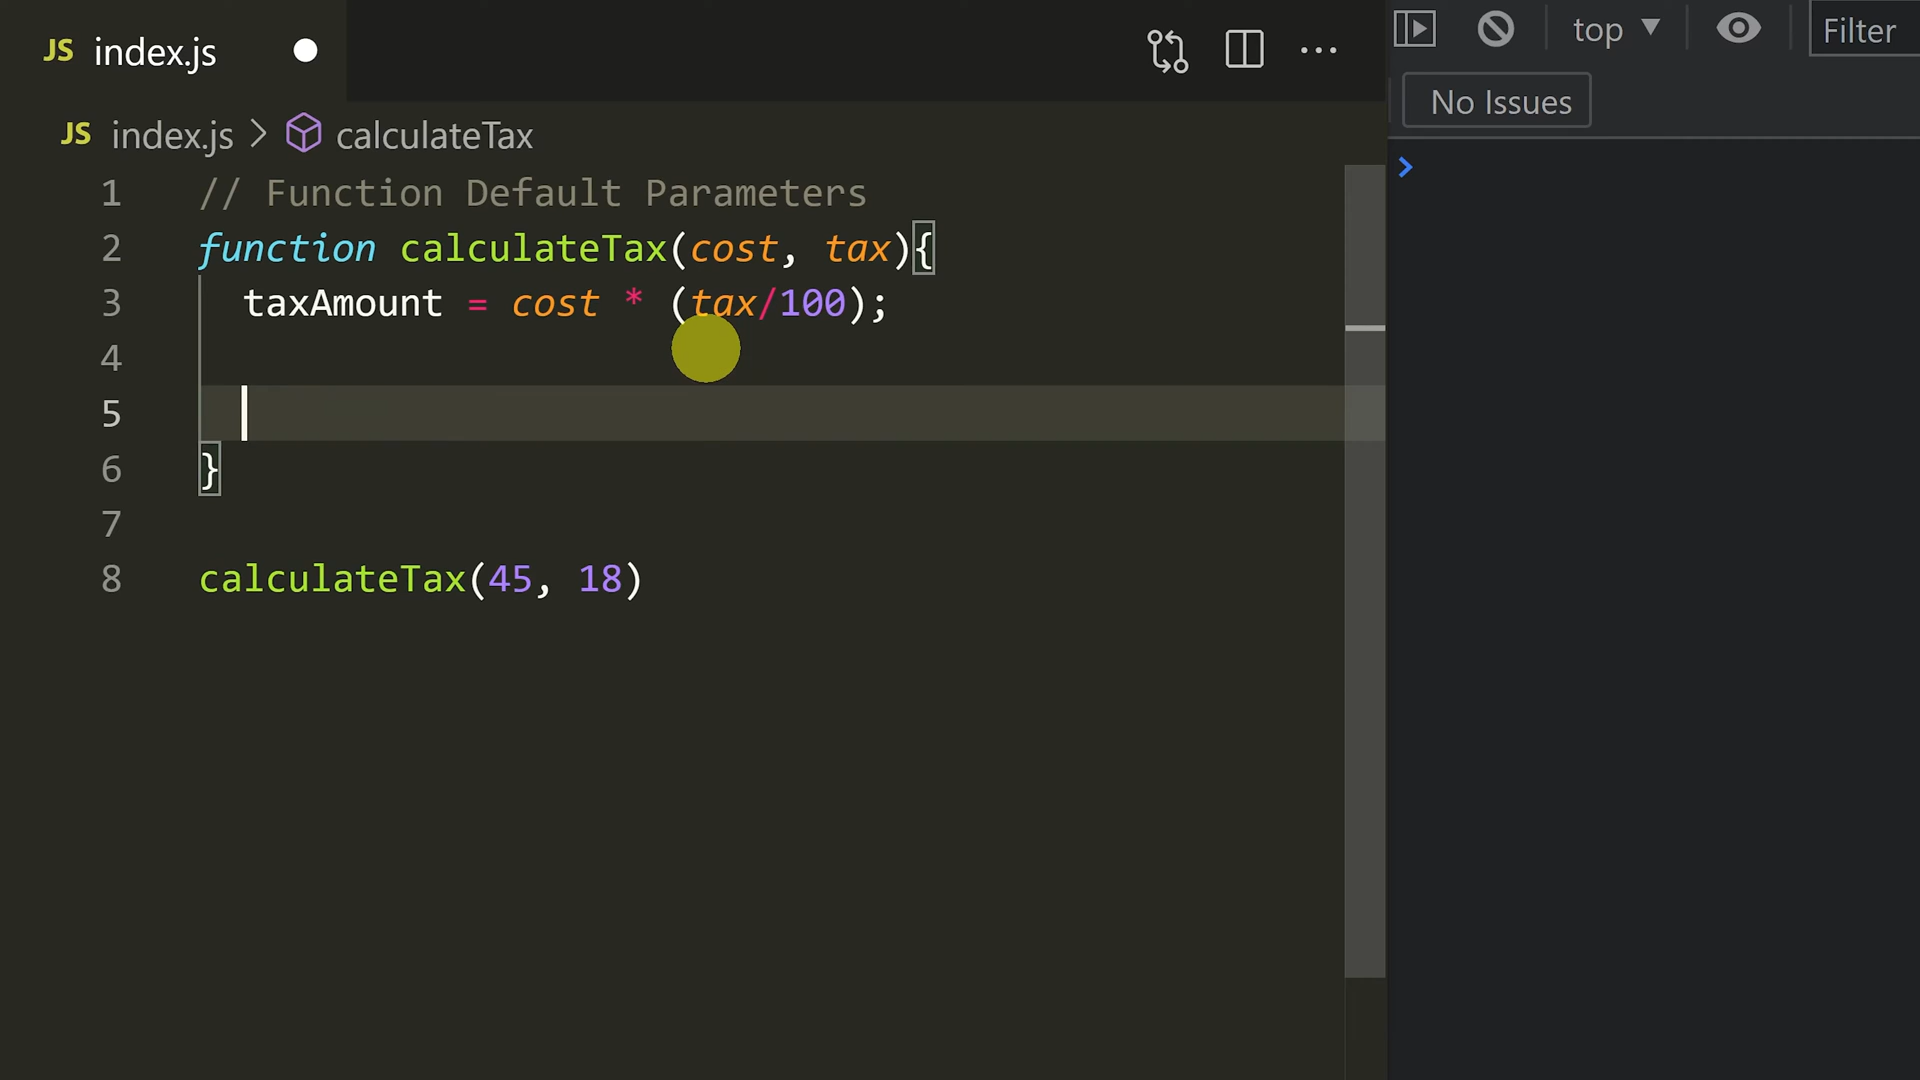 JS index.js
JS index.js > calculateTax
1 // Function Default Parameters
2 function calculateTax(cost, tax){
3 taxAmount = cost * (tax/100);
4
5
6 }
7
8 calculateTax(45, 18)
top
Filter
No Issues
>